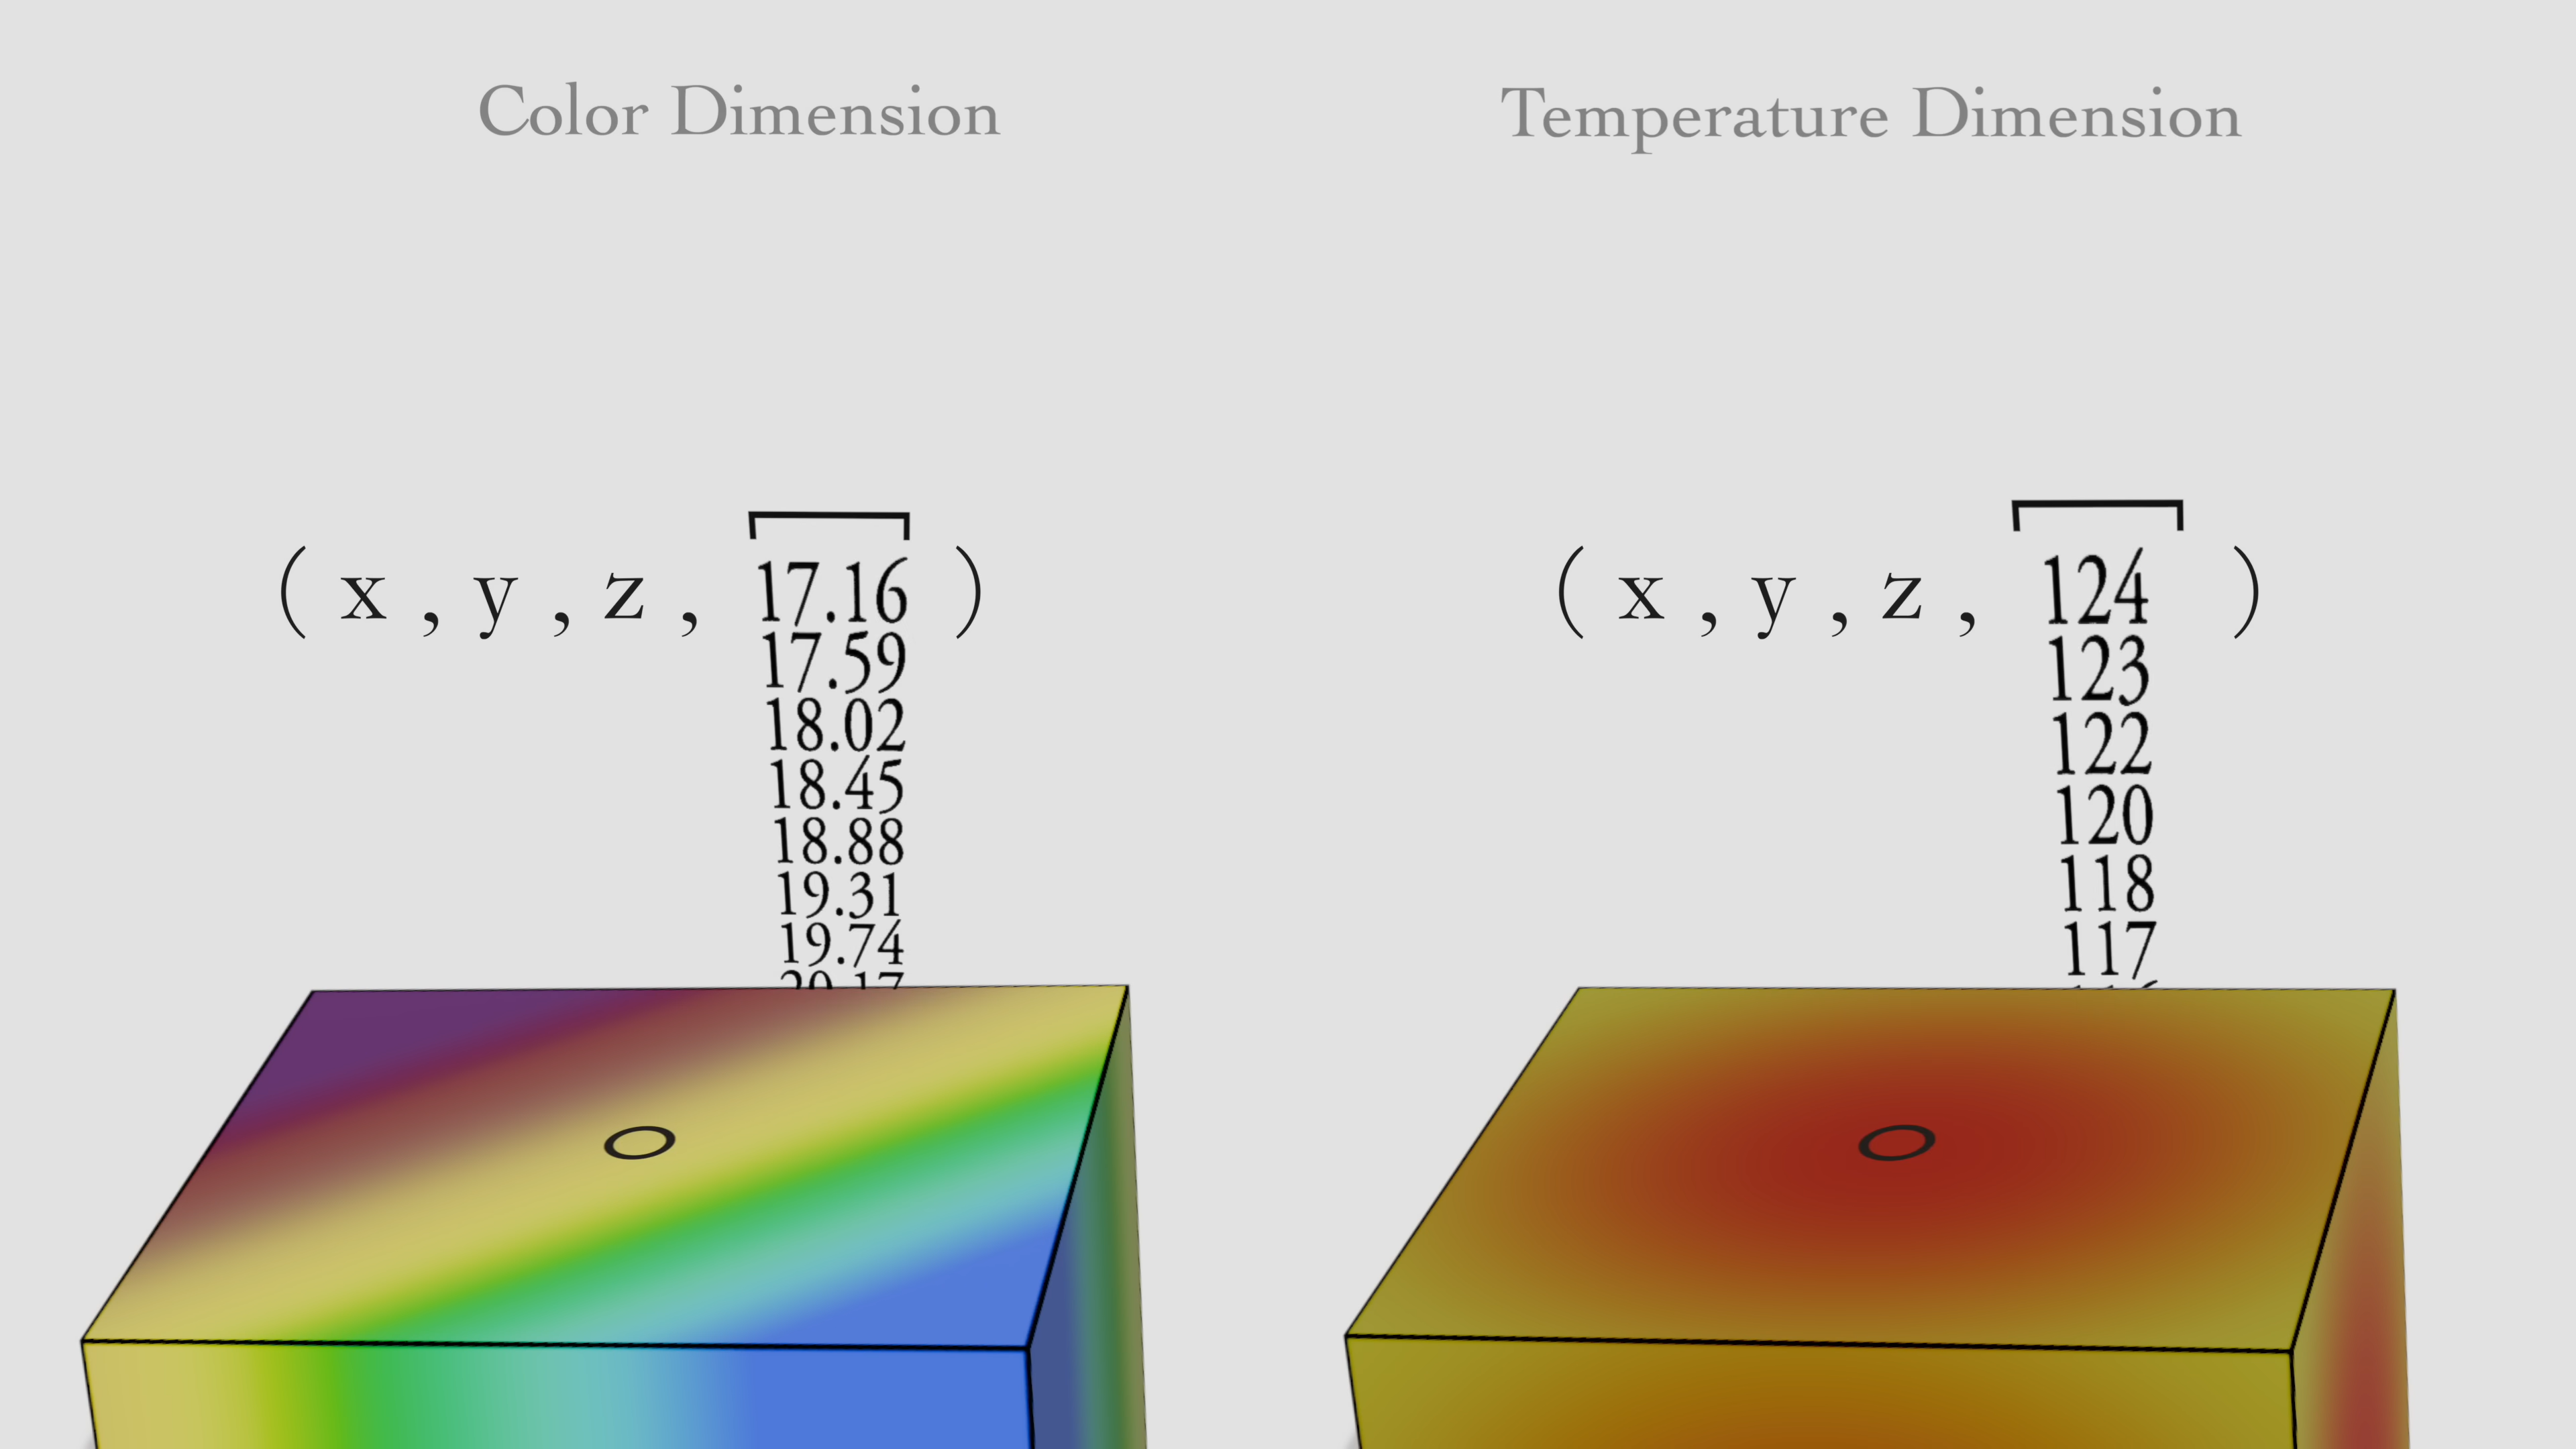 Color Dimension
Temperature Dimension
( x , y , z , 17.16 )
17.59
18.02
18.45
18.88
19.31
19.74
( x , y , z , 124 )
123
122
120
118
117